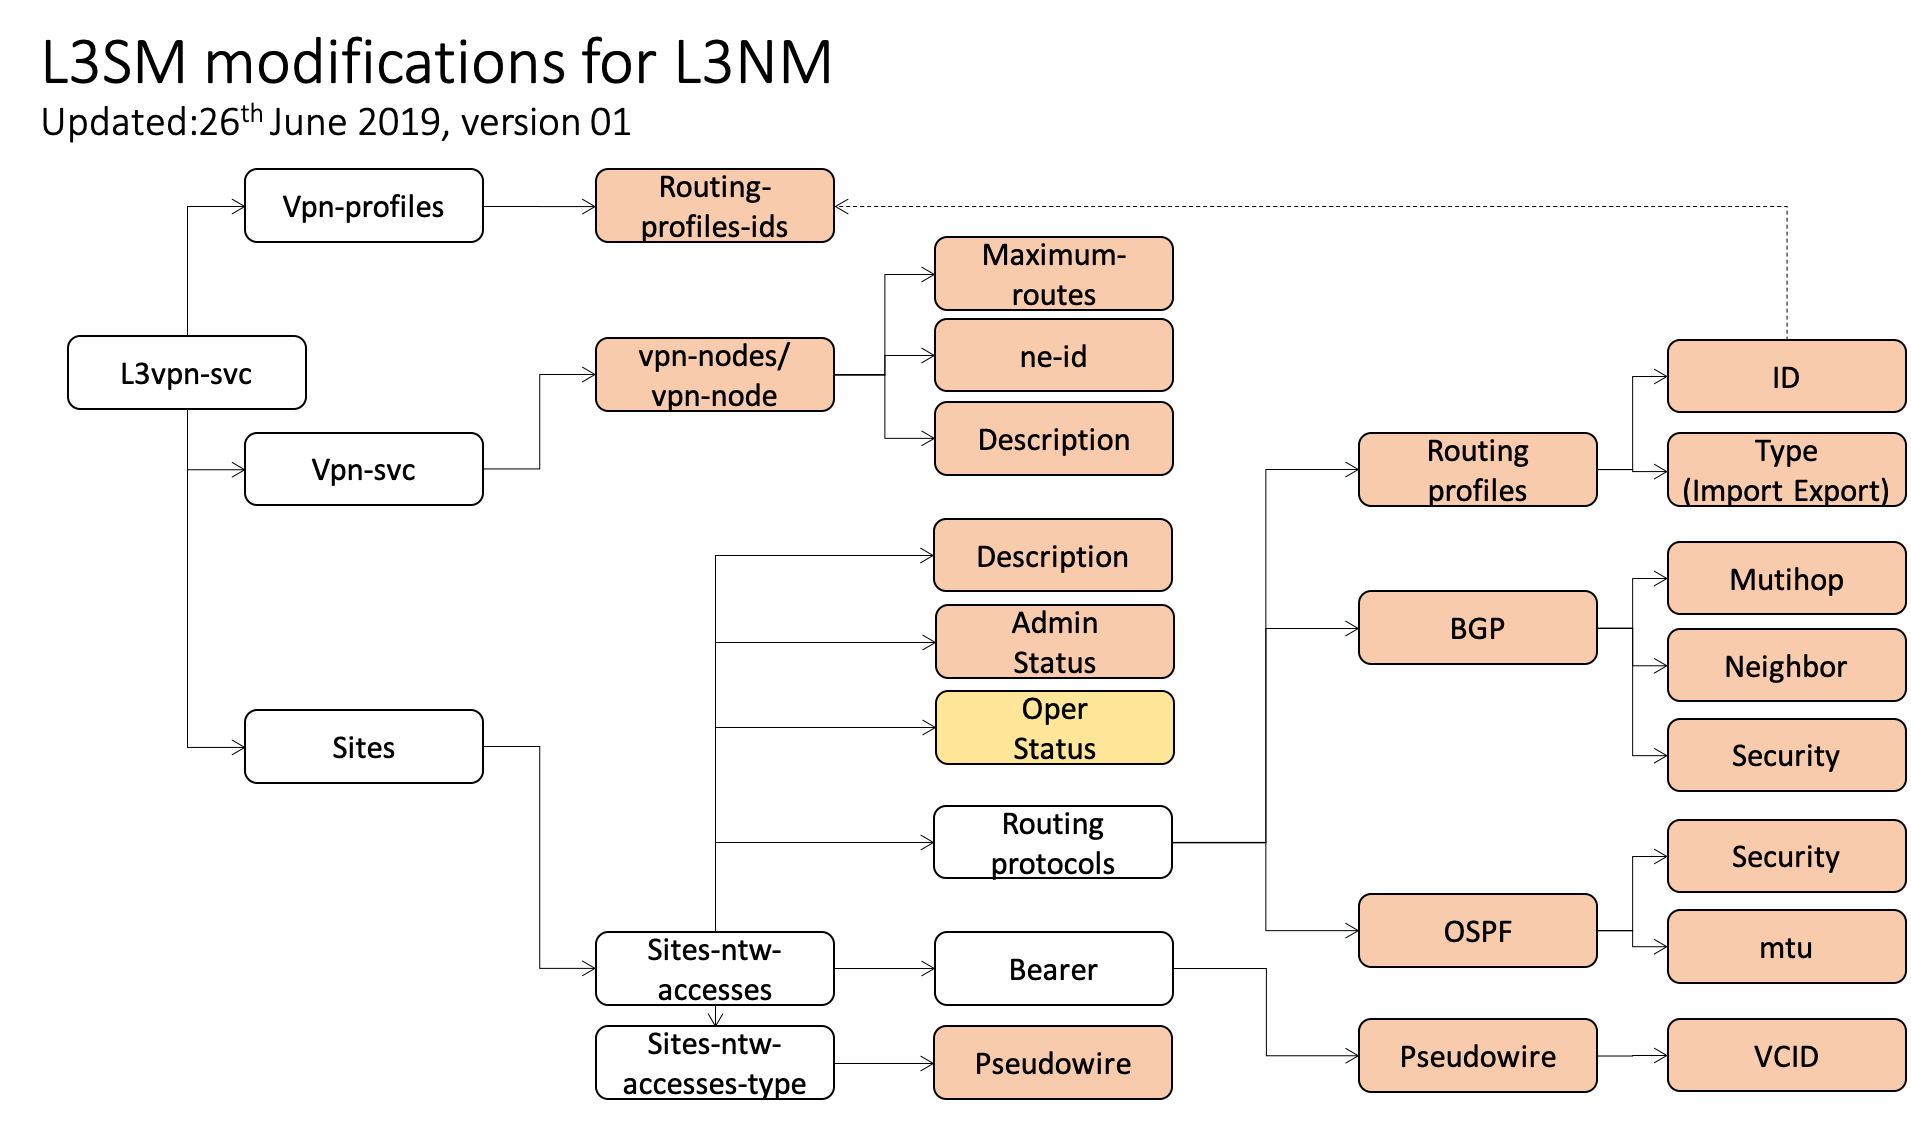 L3SM modifications for L3NM
Updated:26th June 2019, version 01
Vpn-profiles
Routing-
profiles-ids
Maximum-
routes
L3vpn-svc
vpn-nodes/
vpn-node
ne-id
ID
Description
Vpn-svc
Routing
profiles
Type
(Import Export)
Description
Mutihop
Admin
Status
BGP
Neighbor
Oper
Status
Sites
Security
Routing
protocols
Security
OSPF
mtu
Sites-ntw-
accesses
Bearer
Sites-ntw-
accesses-type
Pseudowire
Pseudowire
VCID